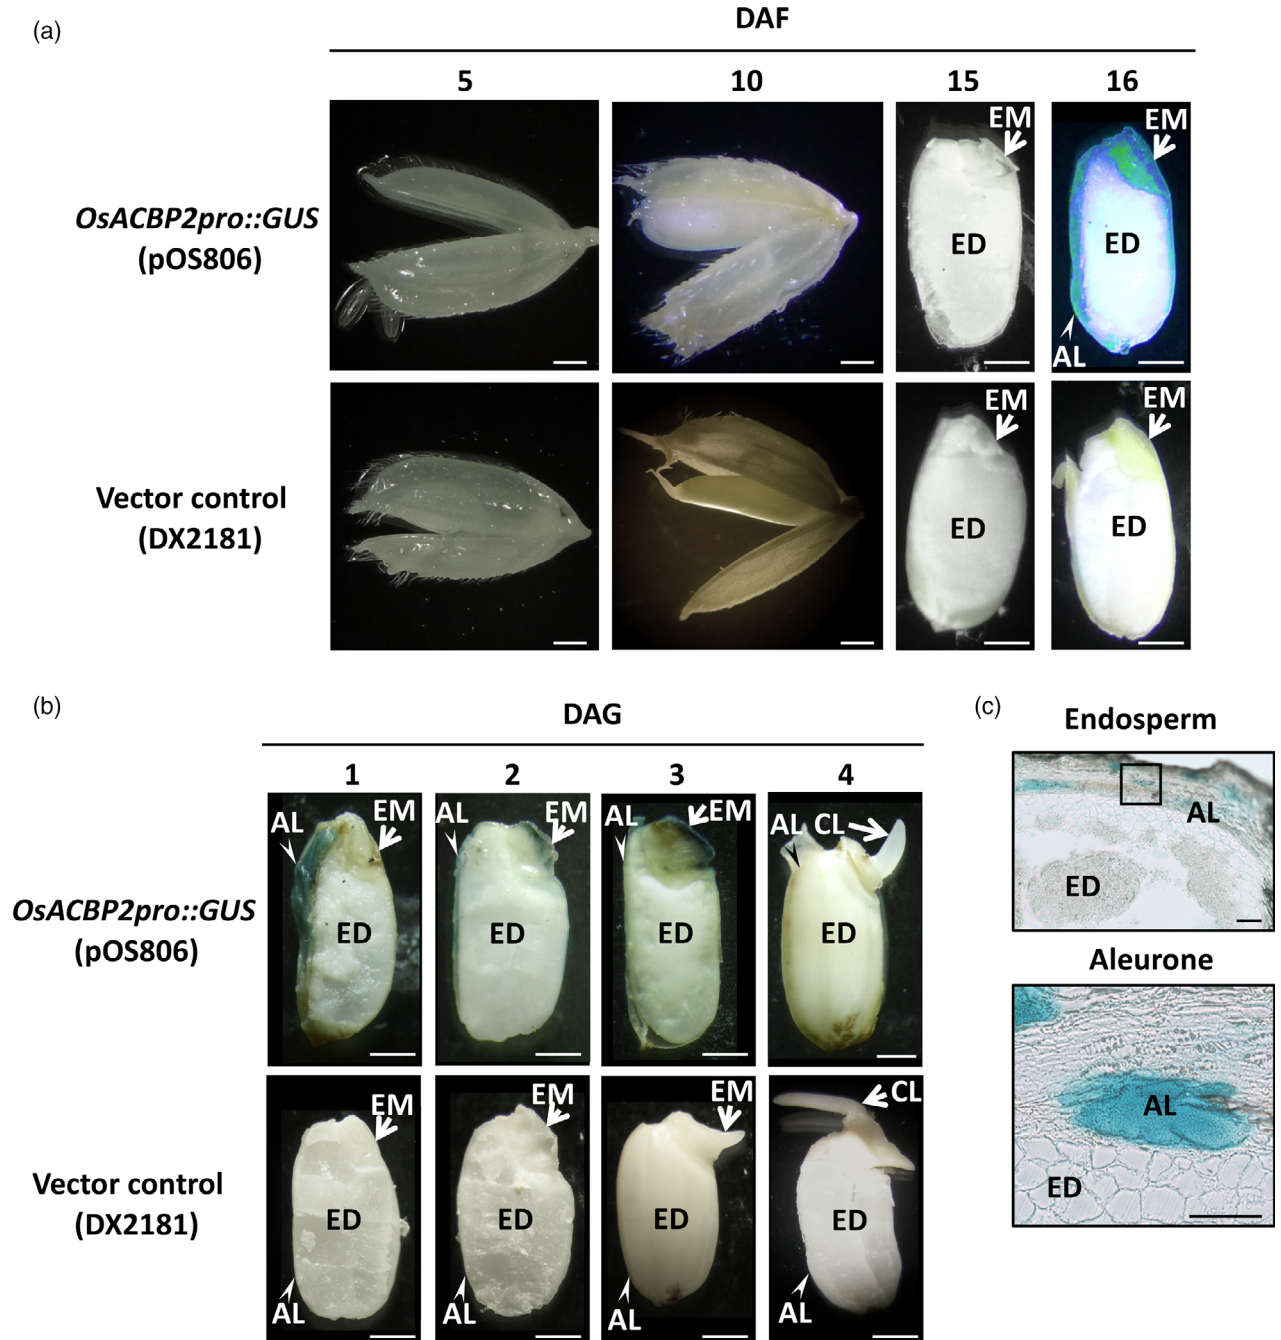 (a)
DAF
5 10 15 16
OsACBP2pro::GUS
(pOS806)
EM
ED
EM
ED
AL
Vector control
(DX2181)
EM
ED
EM
ED
(b)
DAG
1 2 3 4
OsACBP2pro::GUS
(pOS806)
AL
EM
ED
AL
EM
ED
AL
EM
ED
AL
CL
ED
Vector control
(DX2181)
EM
ED
AL
EM
ED
AL
EM
ED
AL
CL
ED
AL
(c)
Endosperm
AL
ED
Aleurone
AL
ED